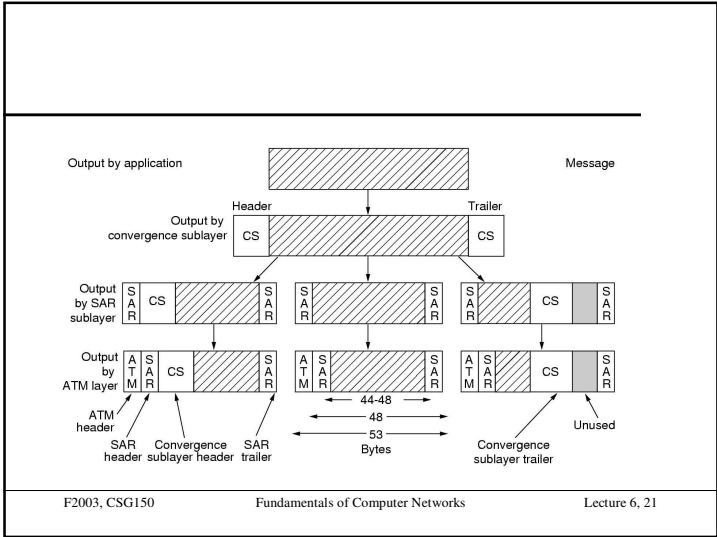 Output by application
Message
Header
Trailer
Output by
convergence sublayer
CS
CS
Output
by SAR
sublayer
SAR
CS
SAR
SAR
SAR
SAR
CS
SAR
Output
by
ATM layer
ATM
SAR
CS
SAR
ATM
SAR
SAR
ATM
SAR
CS
SAR
44-48
48
53
Bytes
ATM
header
SAR
header
Convergence
sublayer header
SAR
trailer
Convergence
sublayer trailer
Unused
F2003, CSG150
Fundamentals of Computer Networks
Lecture 6, 21